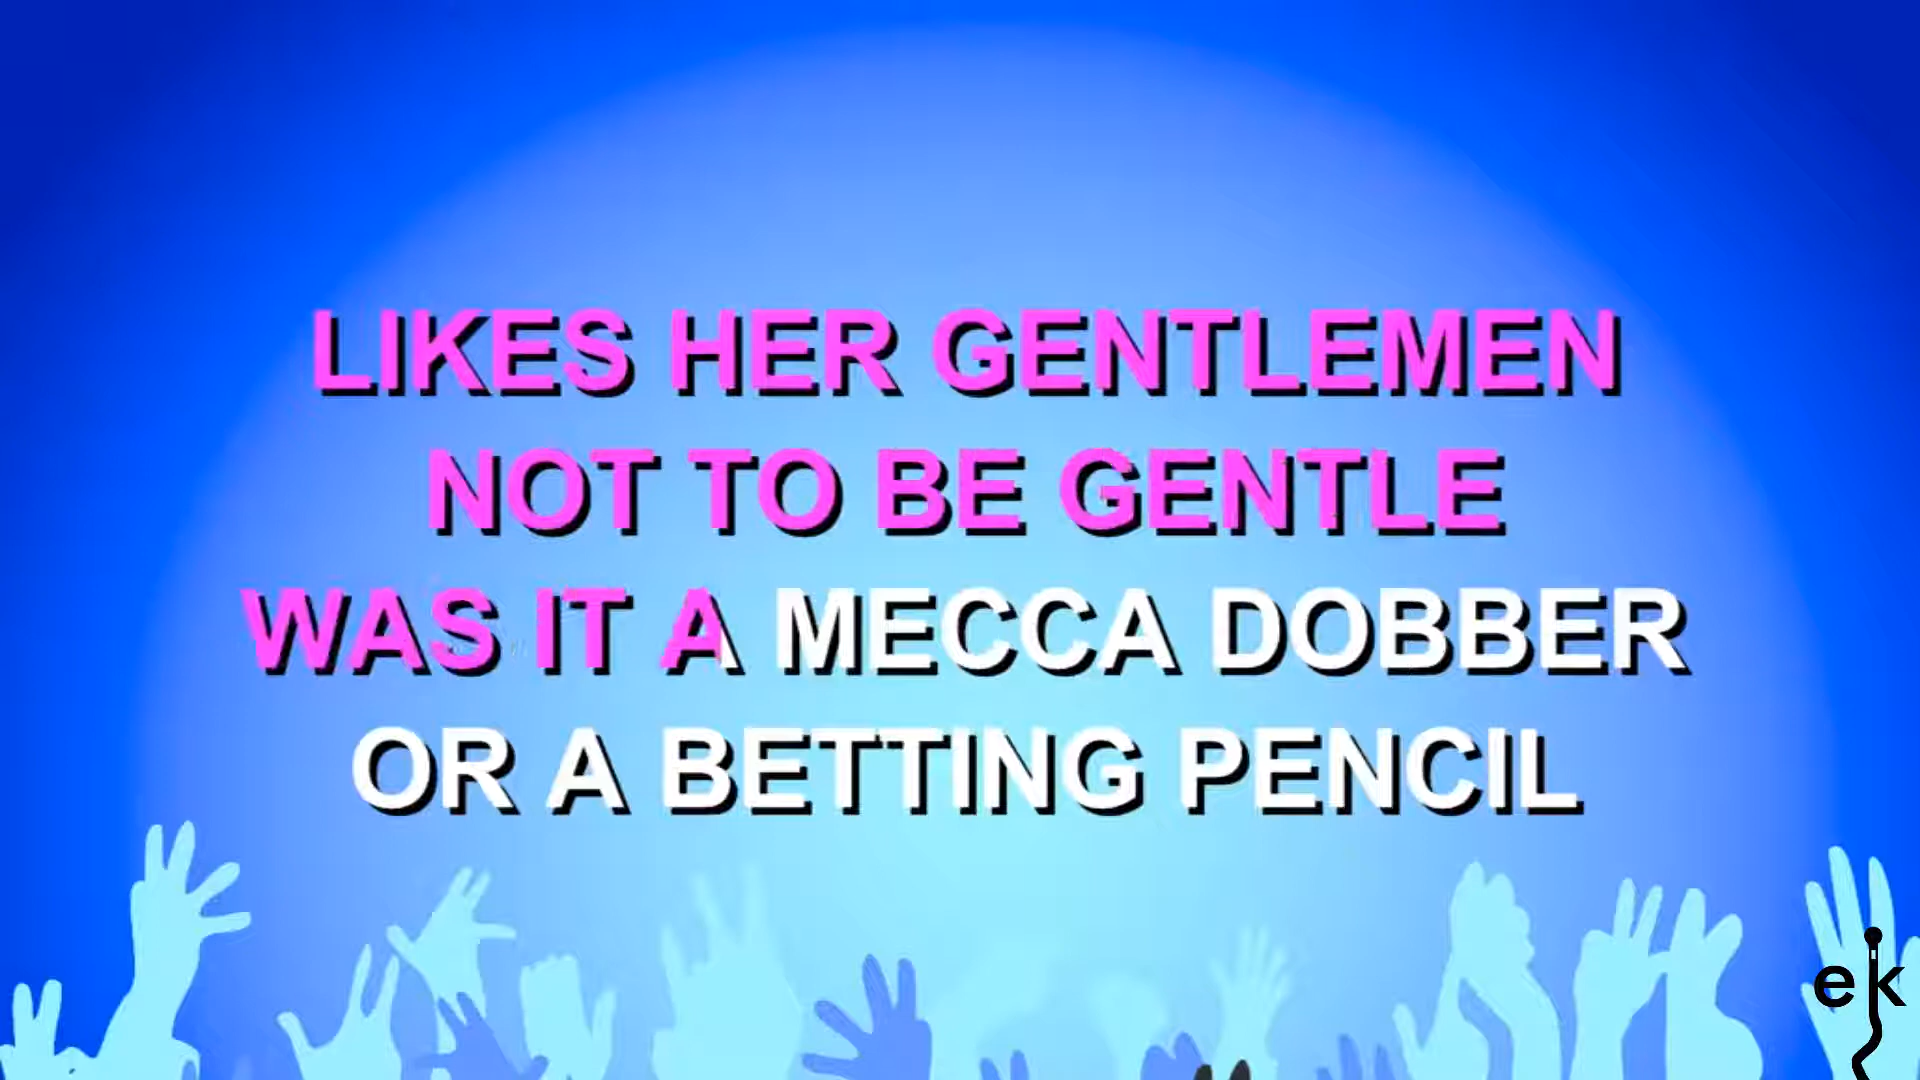 LIKES HER GENTLEMEN
NOT TO BE GENTLE
WAS IT A MECCA DOBBER
OR A BETTING PENCIL
ek